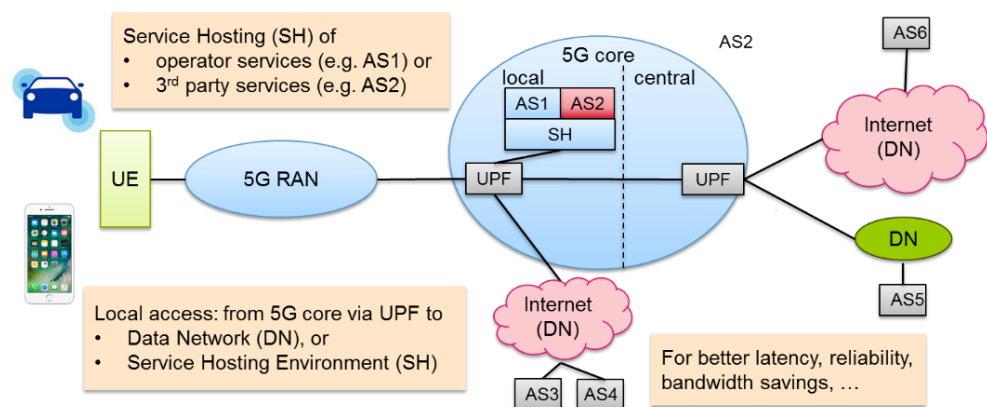 Service Hosting (SH) of
• operator services (e.g. AS1) or
• 3rd party services (e.g. AS2)
5G core
local
central
AS1
AS2
SH
UPF
UPF
AS2
AS6
Internet
(DN)
UE
5G RAN
DN
AS5
Internet
(DN)
AS3
AS4
Local access: from 5G core via UPF to
• Data Network (DN), or
• Service Hosting Environment (SH)
For better latency, reliability,
bandwidth savings, …